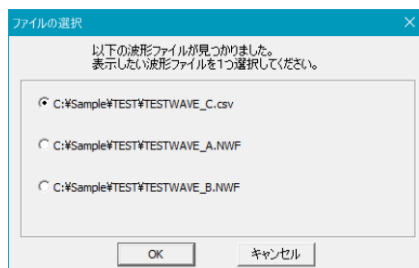 ファイルの選択
以下の波形ファイルが見つかりました。
表示したい波形ファイルを1つ選択してください。
C:¥Sample¥TEST¥TESTWAVE_C.csv
C:¥Sample¥TEST¥TESTWAVE_A.NWF
C:¥Sample¥TEST¥TESTWAVE_B.NWF
OK
キャンセル